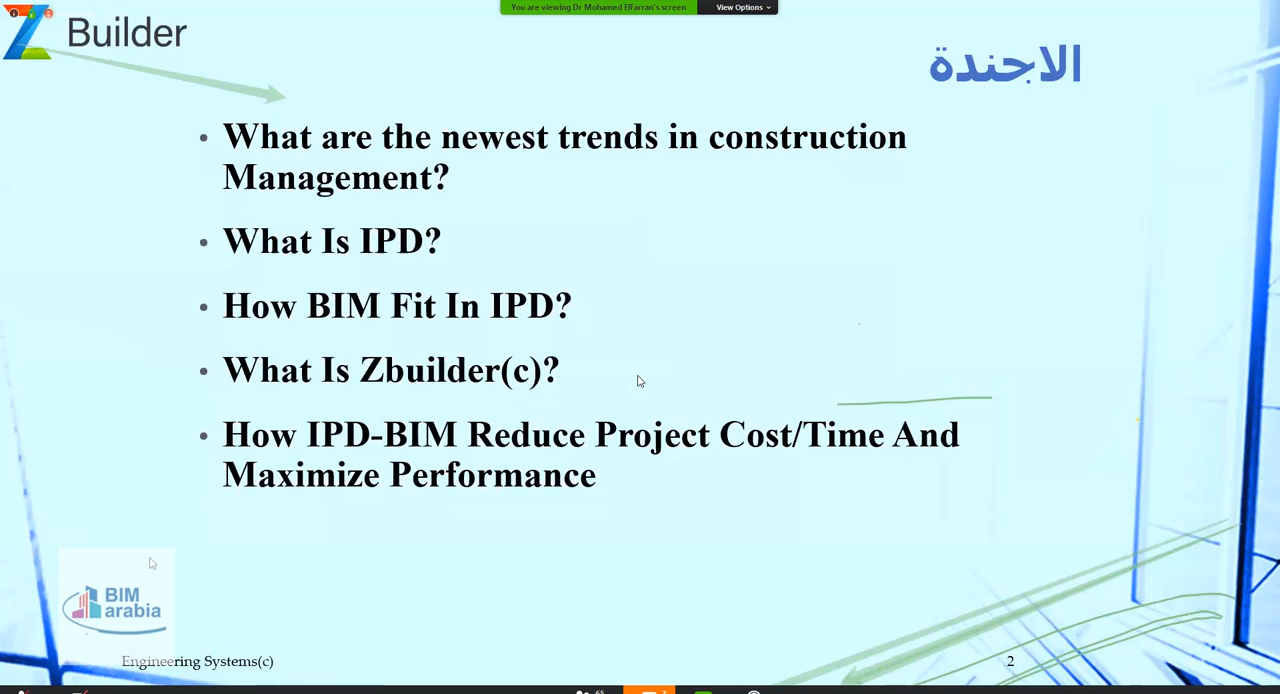 You are viewing Dr Mohamed ElFarran's screen
View Options
Builder
الاجندة
• What are the newest trends in construction
Management?
• What Is IPD?
• How BIM Fit In IPD?
• What Is Zbuilder(c)?
• How IPD-BIM Reduce Project Cost/Time And
Maximize Performance
BIM
arabia
Engineering Systems(c)
2
65